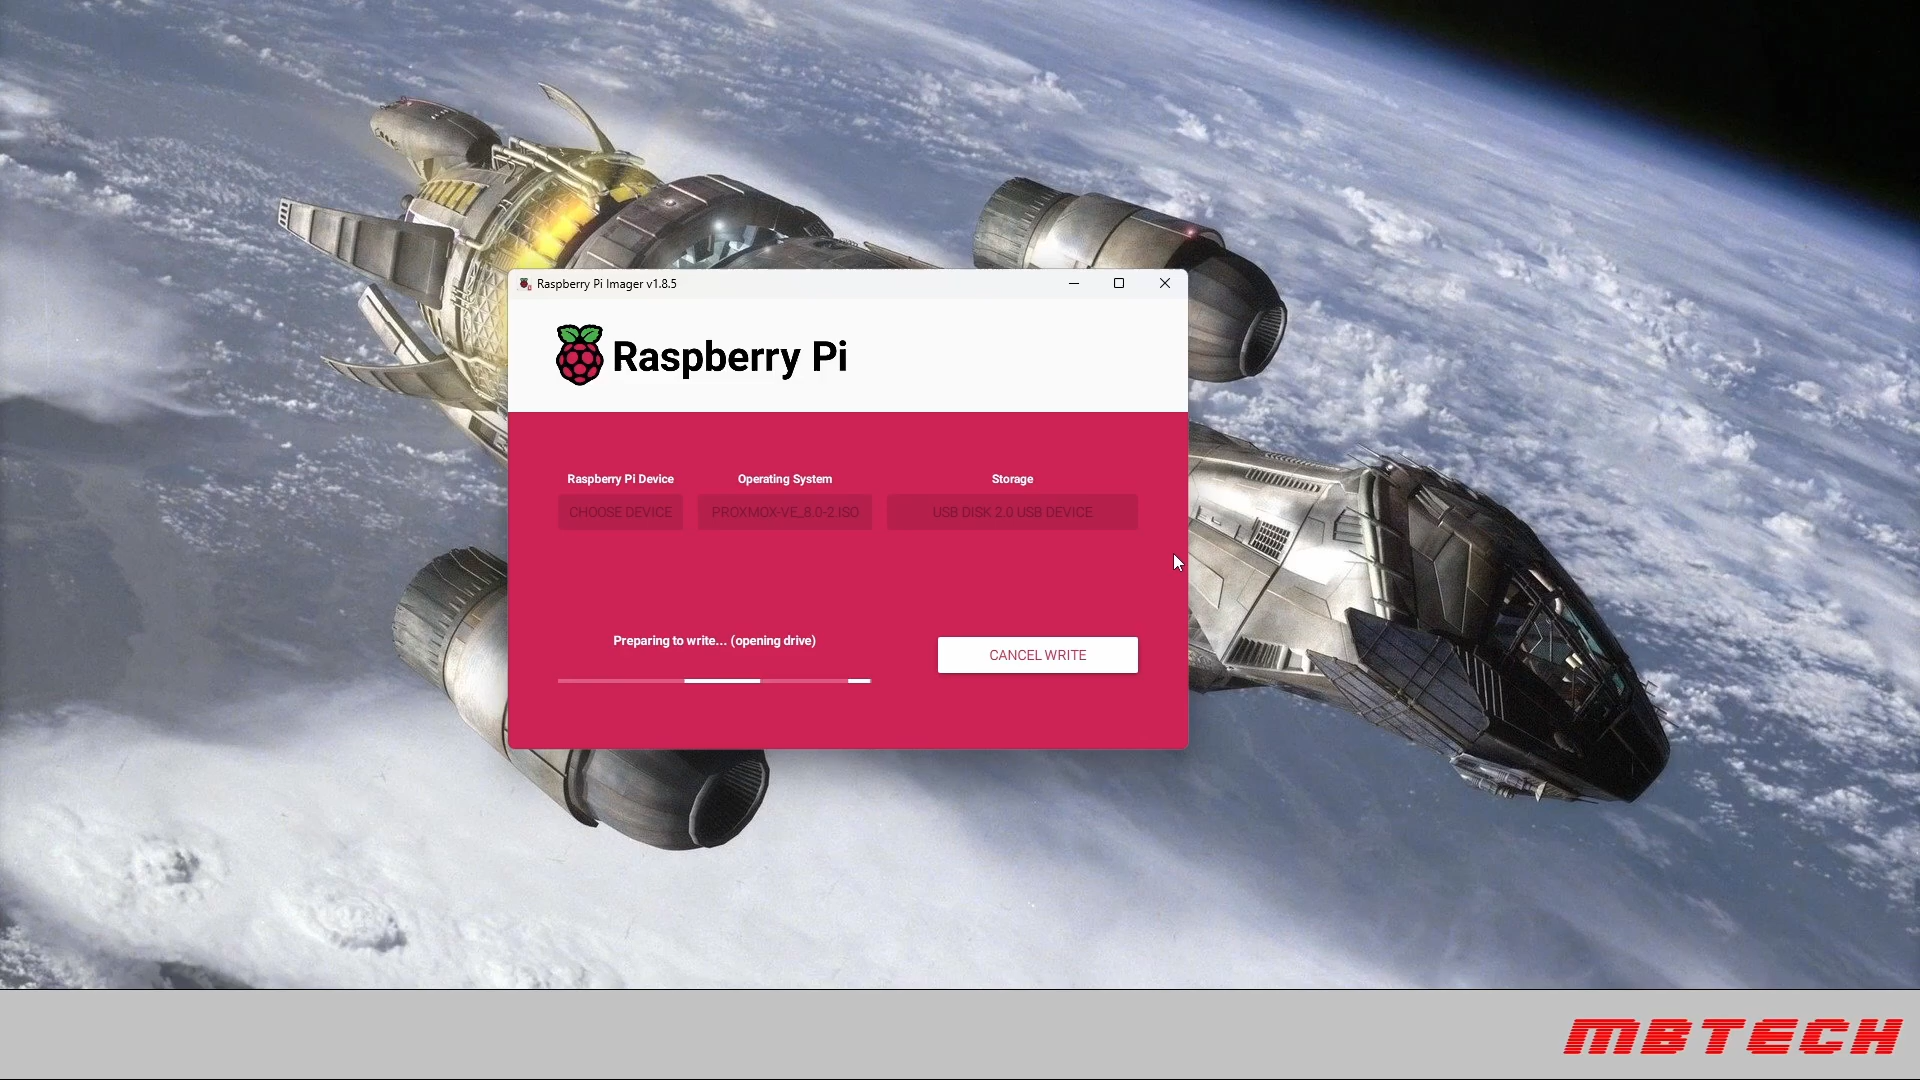 Raspberry Pi Imager v1.8.5
Raspberry Pi
Raspberry Pi Device
Operating System
Storage
CHOOSE DEVICE
PROXMOX-VE_8.0-2.ISO
USB DISK 2.0 USB DEVICE
Preparing to write... (opening drive)
CANCEL WRITE
MBTECH